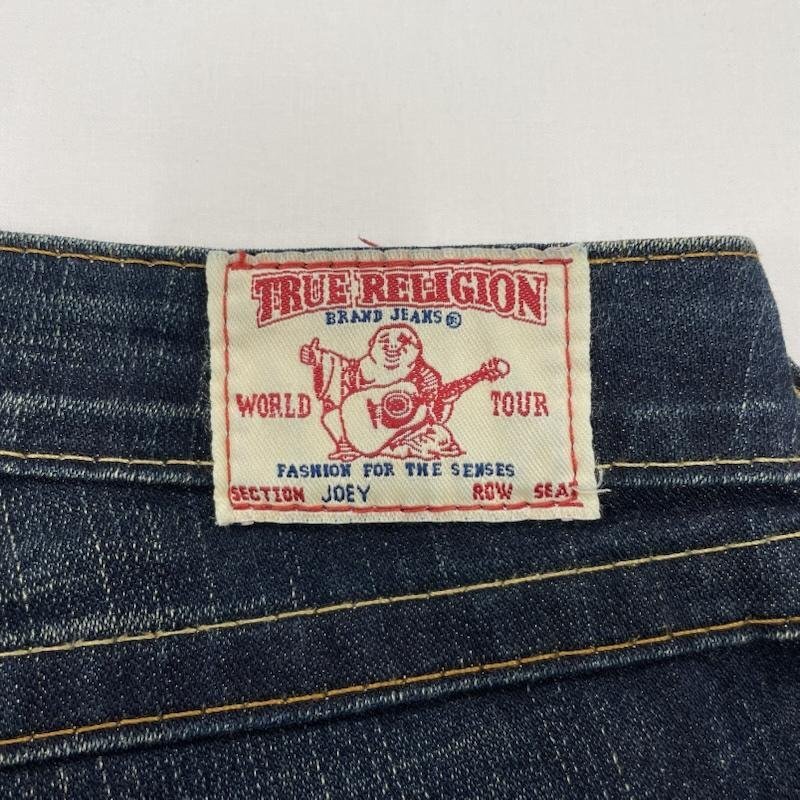 TRUE RELIGION
BRAND JEANS®
WORLD TOUR
FASHION FOR THE SENSES
SECTION JOEY ROW SEAT